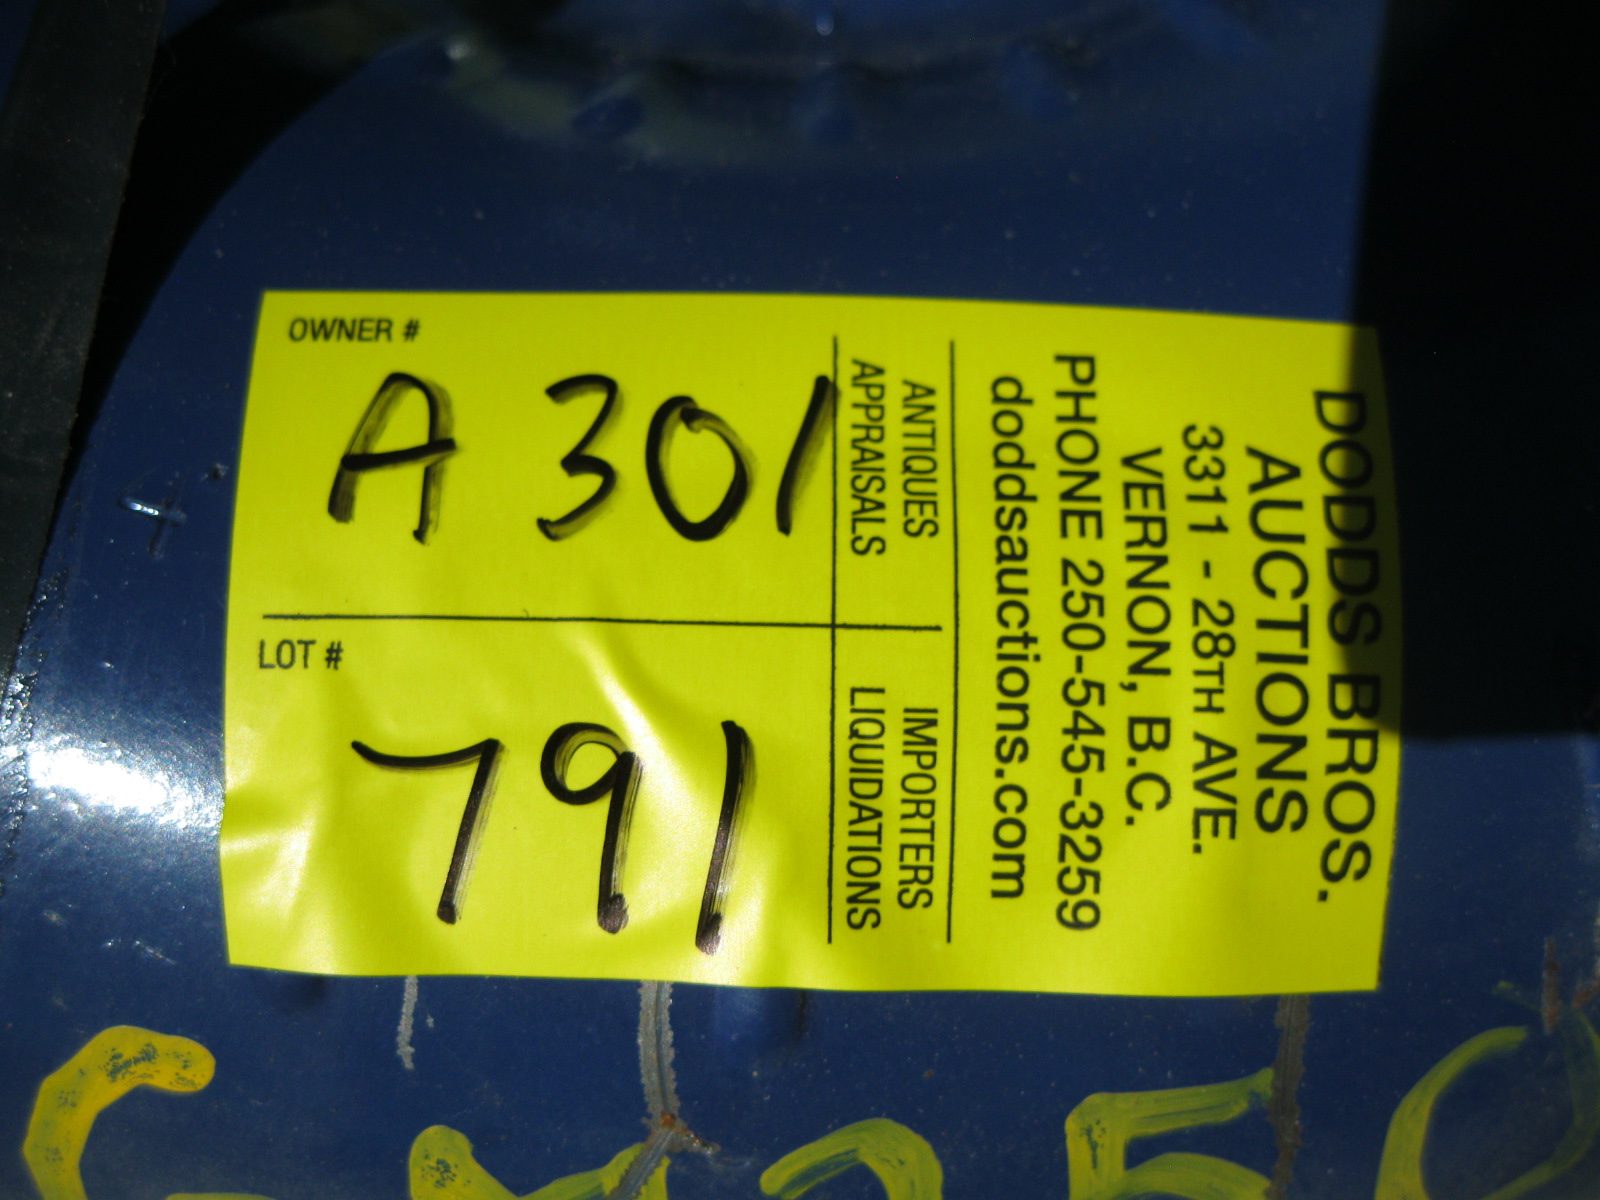 OWNER #
A 301
LOT #
791
ANTIQUES
APPRAISALS
IMPORTERS
LIQUIDATIONS
DODDS BROS.
AUCTIONS
3311 - 28TH AVE.
VERNON, B.C.
PHONE 250-545-3259
doddsauctions.com